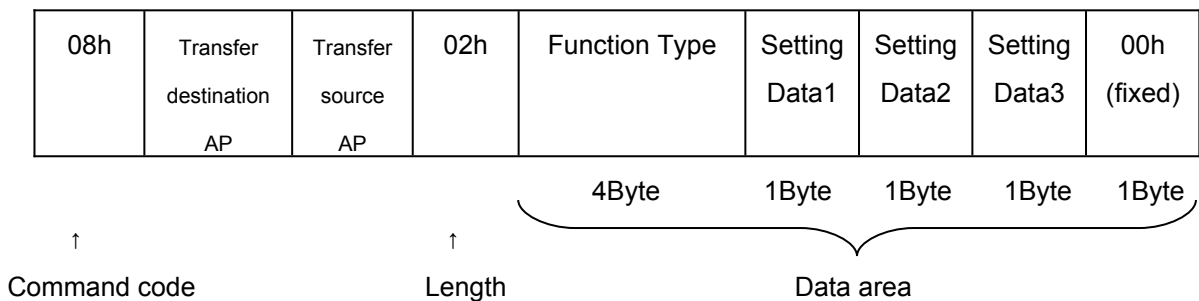 08h Transfer Transfer 02h Function Type Setting Setting Setting 00h
destination source Data1 Data2 Data3 (fixed)
AP AP
4Byte 1Byte 1Byte 1Byte 1Byte
↑ ↑
Command code Length Data area